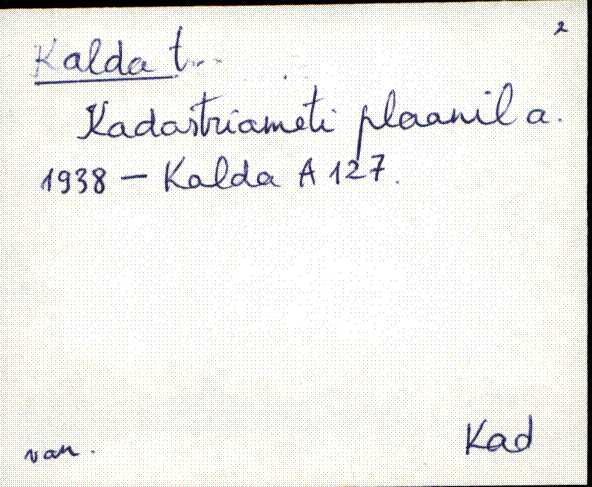 2
Kalda t.
Kadastriameti plaanil a.
1938 – Kalda A 127.
van.
Kad